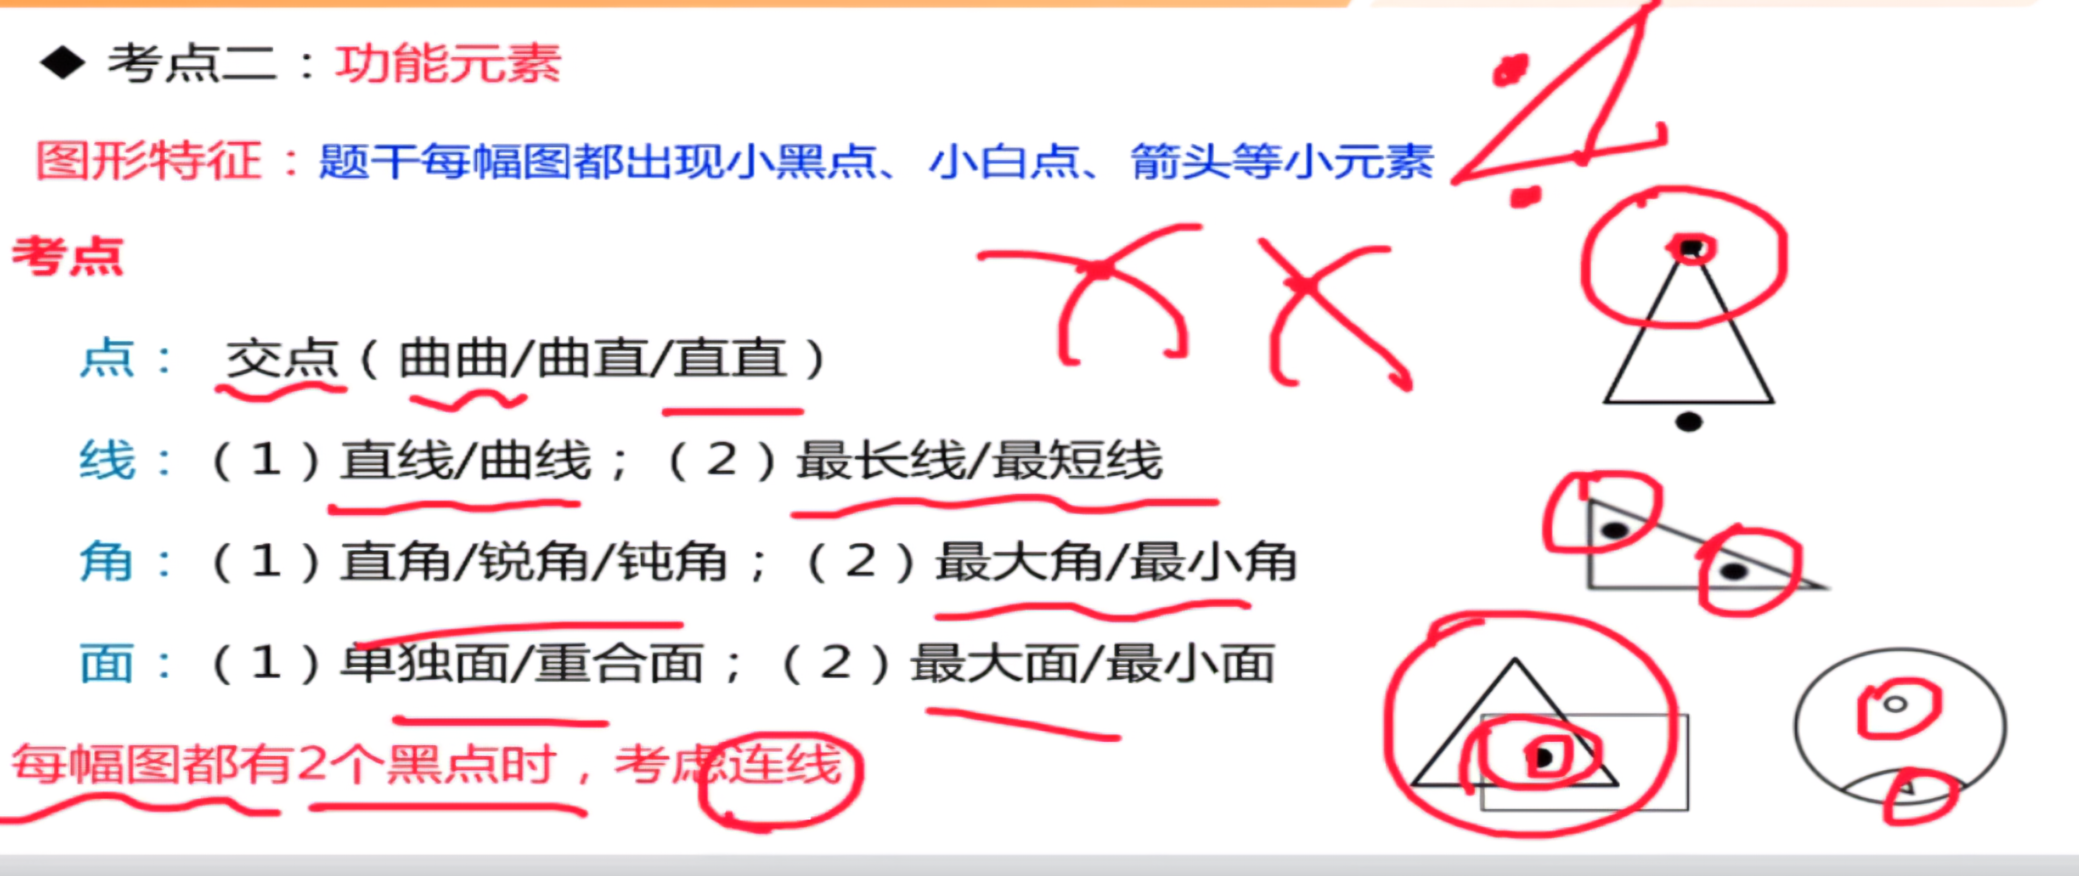 ◆ 考点二：功能元素
图形特征：题干每幅图都出现小黑点、小白点、箭头等小元素
考点
点： 交点（曲曲/曲直/直直）
线：（1）直线/曲线；（2）最长线/最短线
角：（1）直角/锐角/钝角；（2）最大角/最小角
面：（1）单独面/重合面；（2）最大面/最小面
每幅图都有2个黑点时，考虑连线